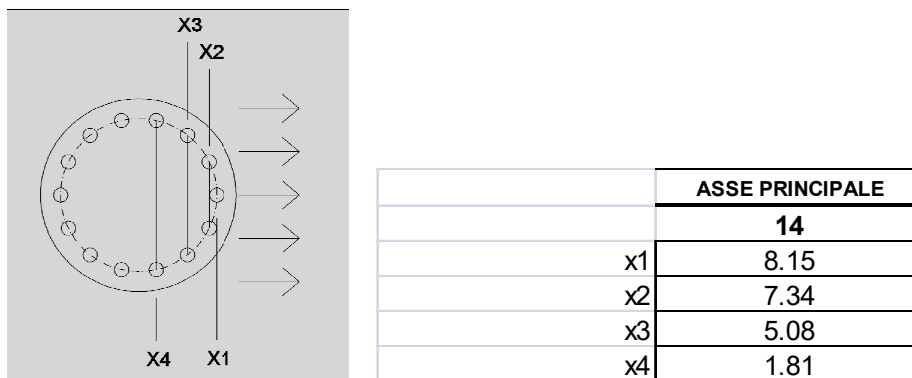 X3
X2
X4 X1
ASSE PRINCIPALE
14
x1 8.15
x2 7.34
x3 5.08
x4 1.81